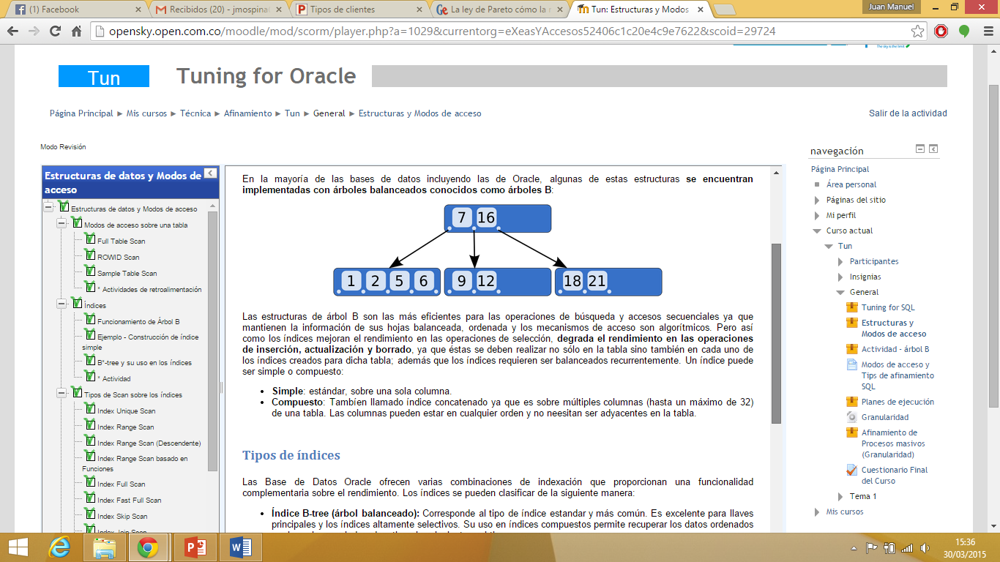 (1) Facebook
Recibidos (20) - jmospina
Tipos de clientes
La ley de Pareto cómo la
Tun: Estructuras y Modos
Juan Manuel
opensky.open.com.co/moodle/mod/scorm/player.php?a=1029&currentorg=eXeasYAccesos52406c1c20e4c9e7622&scoid=29724
Tun
Tuning for Oracle
Página Principal ► Mis cursos ► Técnica ► Afinamiento ► Tun ► General ► Estructuras y Modos de acceso
Salir de la actividad
Modo Revisión
Estructuras de datos y Modos de
acceso
Estructuras de datos y Modos de acceso
Modos de acceso sobre una tabla
Full Table Scan
ROWID Scan
Sample Table Scan
* Actividades de retroalimentación
Índices
Funcionamiento de Árbol B
Ejemplo - Construcción de índice
simple
B*-tree y su uso en los índices
* Actividad
Tipos de Scan sobre los índices
Index Unique Scan
Index Range Scan
Index Range Scan (Descendente)
Index Range Scan basado en
Funciones
Index Full Scan
Index Fast Full Scan
Index Skip Scan
Index Join Scan
En la mayoría de las bases de datos incluyendo las de Oracle, algunas de estas estructuras se encuentran
implementadas con árboles balanceados conocidos como árboles B:
7 16
1 2 5 6
9 12
18 21
Las estructuras de árbol B son las más eficientes para las operaciones de búsqueda y accesos secuenciales ya que
mantienen la información de sus hojas balanceada, ordenada y los mecanismos de acceso son algorítmicos. Pero así
como los índices mejoran el rendimiento en las operaciones de selección, degrada el rendimiento en las operaciones
de inserción, actualización y borrado, ya que éstas se deben realizar no sólo en la tabla sino también en cada uno de
los índices creados para dicha tabla; además que los índices requieren ser balanceados recurrentemente. Un índice puede
ser simple o compuesto:
• Simple: estándar, sobre una sola columna.
• Compuesto: Tambíen llamado índice concatenado ya que es sobre múltiples columnas (hasta un máximo de 32)
de una tabla. Las columnas pueden estar en cualquier orden y no neesitan ser adyacentes en la tabla.
Tipos de índices
Las Base de Datos Oracle ofrecen varias combinaciones de indexación que proporcionan una funcionalidad
complementaria sobre el rendimiento. Los índices se pueden clasificar de la siguiente manera:
• Índice B-tree (árbol balanceado): Corresponde al tipo de índice estandar y más común. Es excelente para llaves
principales y los índices altamente selectivos. Su uso en índices compuestos permite recuperar los datos ordenados
navegación
Página Principal
Área personal
Páginas del sitio
Mi perfil
Curso actual
Tun
Participantes
Insignias
General
Tuning for SQL
Estructuras y
Modos de acceso
Actividad - árbol B
Modos de acceso y
Tips de afinamiento
SQL
Planes de ejecución
Granularidad
Afinamiento de
Procesos masivos
(Granularidad)
Cuestionario Final
del Curso
Tema 1
Mis cursos
15:36
30/03/2015